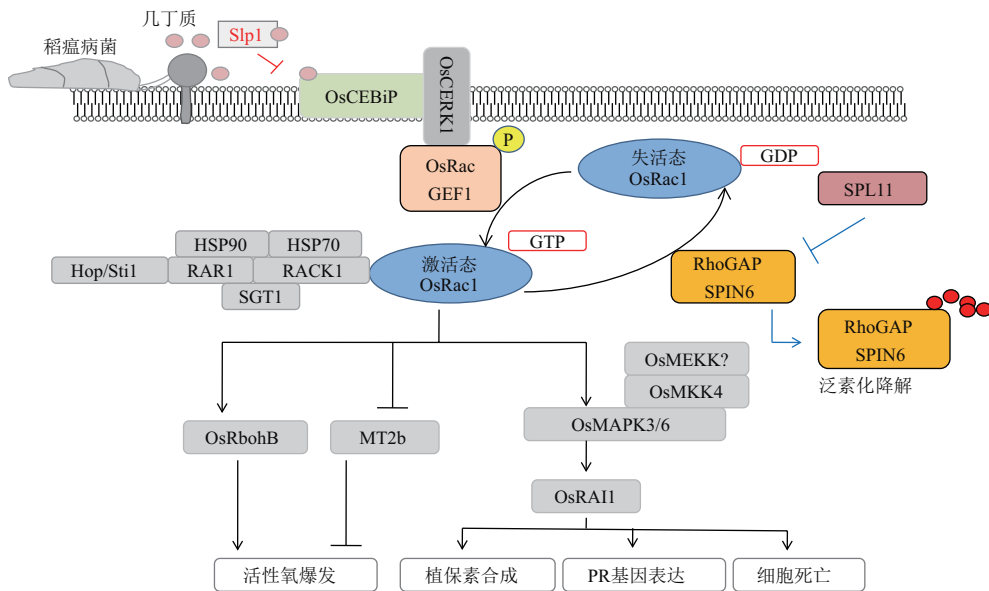 几丁质
Slp1
稻瘟病菌
OsCEBiP
OsCERK1
P
OsRac
GEF1
失活态
OsRac1
GDP
SPL11
GTP
HSP90
HSP70
Hop/Sti1
RAR1
RACK1
SGT1
激活态
OsRac1
RhoGAP
SPIN6
RhoGAP
SPIN6
泛素化降解
OsMEKK?
OsMKK4
OsMAPK3/6
OsRbohB
MT2b
OsRAI1
活性氧爆发
植保素合成
PR基因表达
细胞死亡